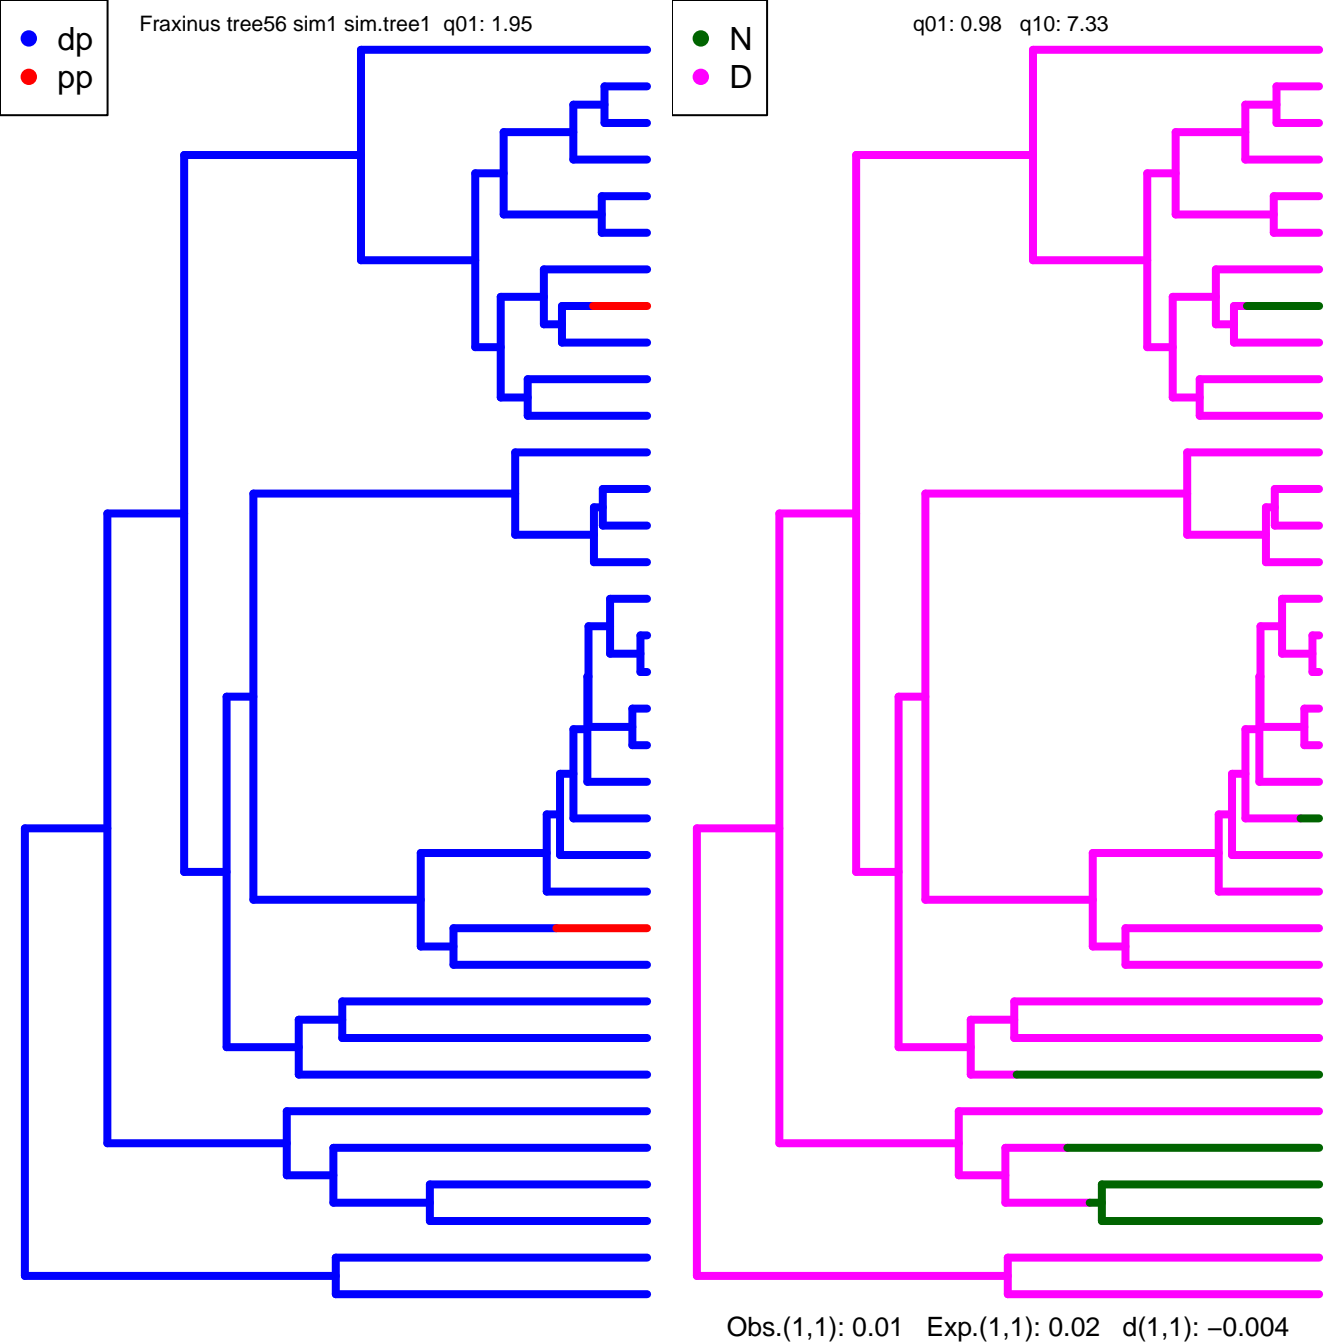 Fraxinus tree56 sim1 sim.tree1  q01: 1.95
dp
pp
q01: 0.98   q10: 7.33
N
D
Obs.(1,1): 0.01   Exp.(1,1): 0.02   d(1,1): −0.004